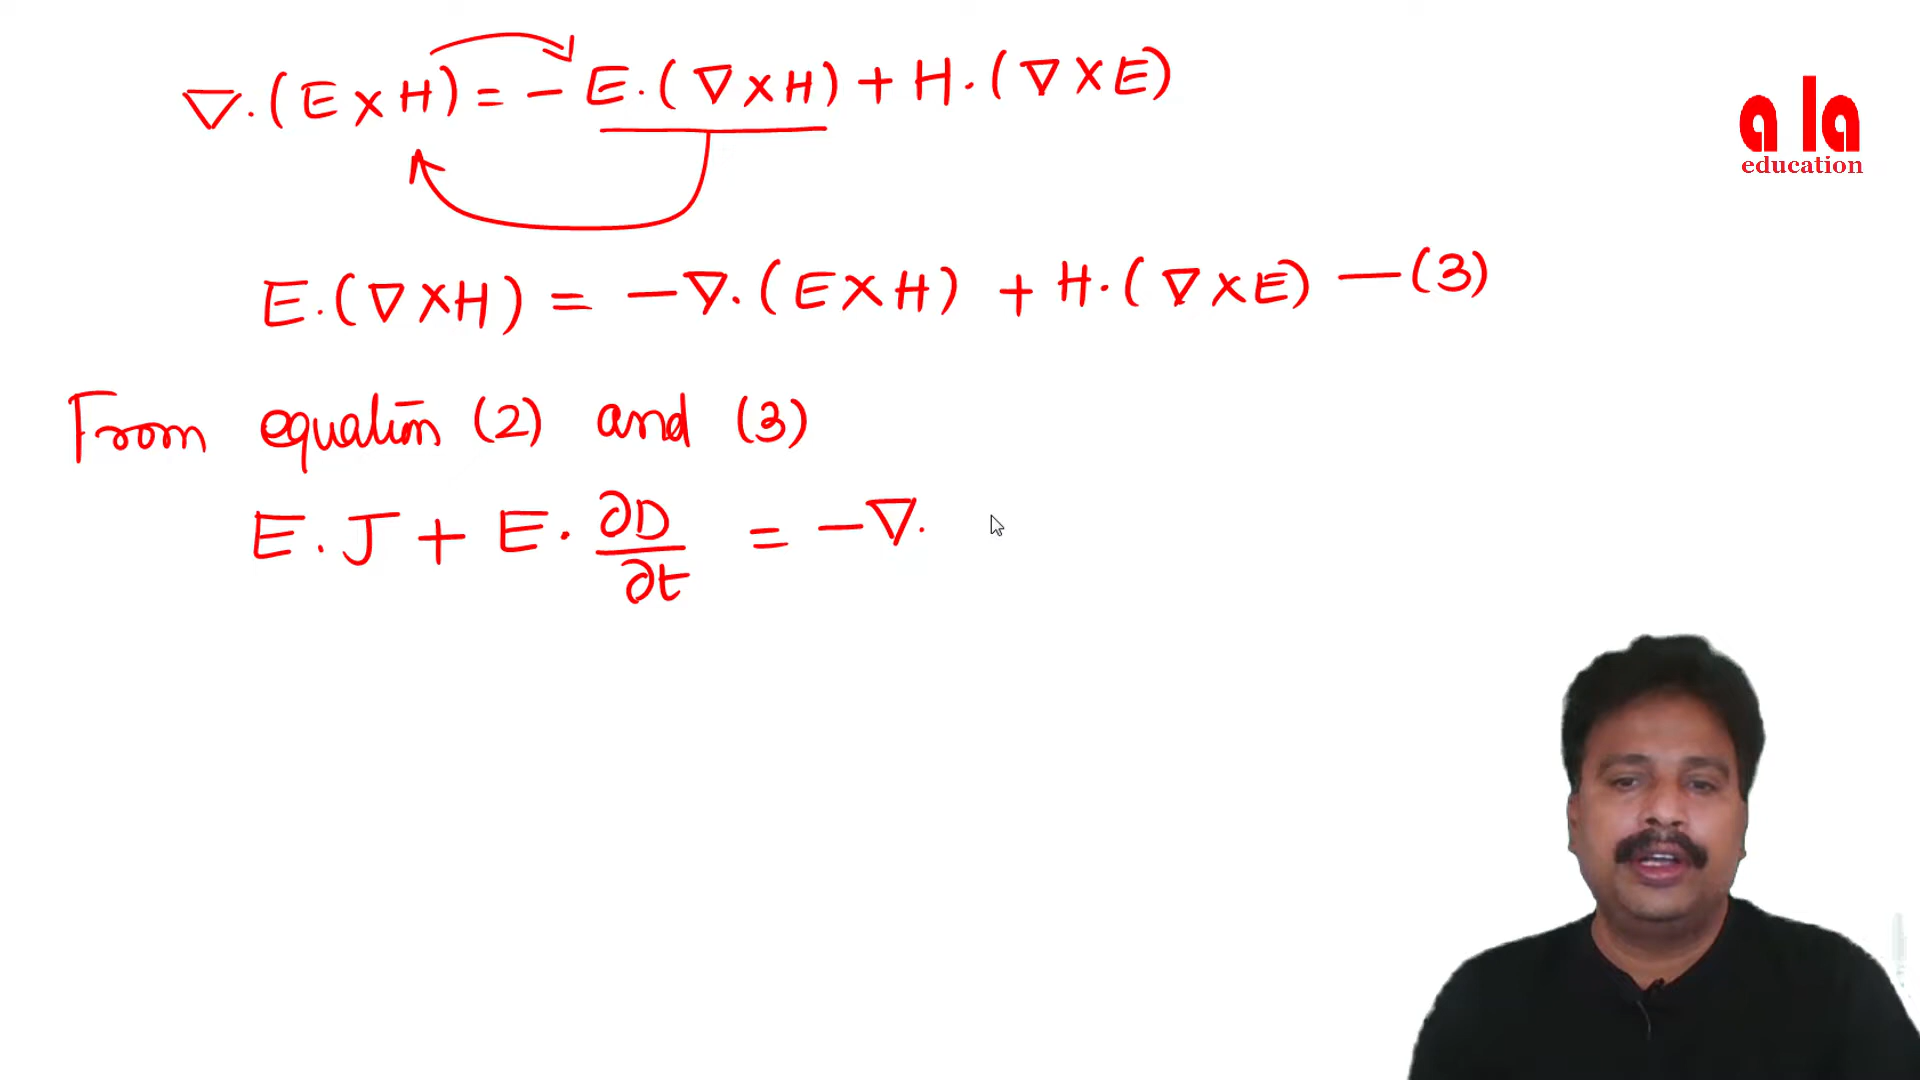 ∇.(E X H) = - E.(∇ X H) + H.(∇ X E)
a la
education
E.(∇ X H) = -∇.(E X H) + H.(∇ X E) —(3)
From equation (2) and (3)
E.J + E.∂D/∂t = -∇.